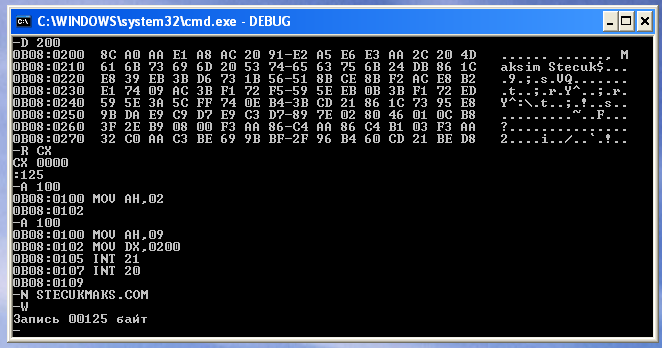 C:\WINDOWS\system32\cmd.exe - DEBUG
-D 200
0B08:0200 8C A0 AA E1 A8 AC 20 91-E2 A5 E6 E3 AA 2C 20 4D ...... ......, M
0B08:0210 61 6B 73 69 6D 20 53 74-65 63 75 6B 24 DB 86 1C aksim Stecuk$...
0B08:0220 E8 39 EB 3B D6 73 1B 56-51 8B CE 8B F2 AC E8 B2 .9.;.s.VQ.......
0B08:0230 E1 74 09 AC 3B F1 72 F5-59 5E EB 0B 3B F1 72 ED .t..;.r.Y^..;.r.
0B08:0240 59 5E 3A 5C FF 74 0E B4-3B CD 21 86 1C 73 95 E8 Y^:\.t..;.!..s..
0B08:0250 9B DA E9 C9 D7 E9 C3 D7-89 7E 02 80 46 01 0C B8 .........~..F...
0B08:0260 3F 2E B9 08 00 F3 AA 86-C4 AA 86 C4 B1 03 F3 AA ?...............
0B08:0270 32 C0 AA C3 BE 69 9B BF-2F 96 B4 60 CD 21 BE D8 2....i../..`.!..
-R CX
CX 0000
:125
-A 100
0B08:0100 MOV AH,02
0B08:0102
-A 100
0B08:0100 MOV AH,09
0B08:0102 MOV DX,0200
0B08:0105 INT 21
0B08:0107 INT 20
0B08:0109
-N STECUKMAKS.COM
-W
Запись 00125 байт
-